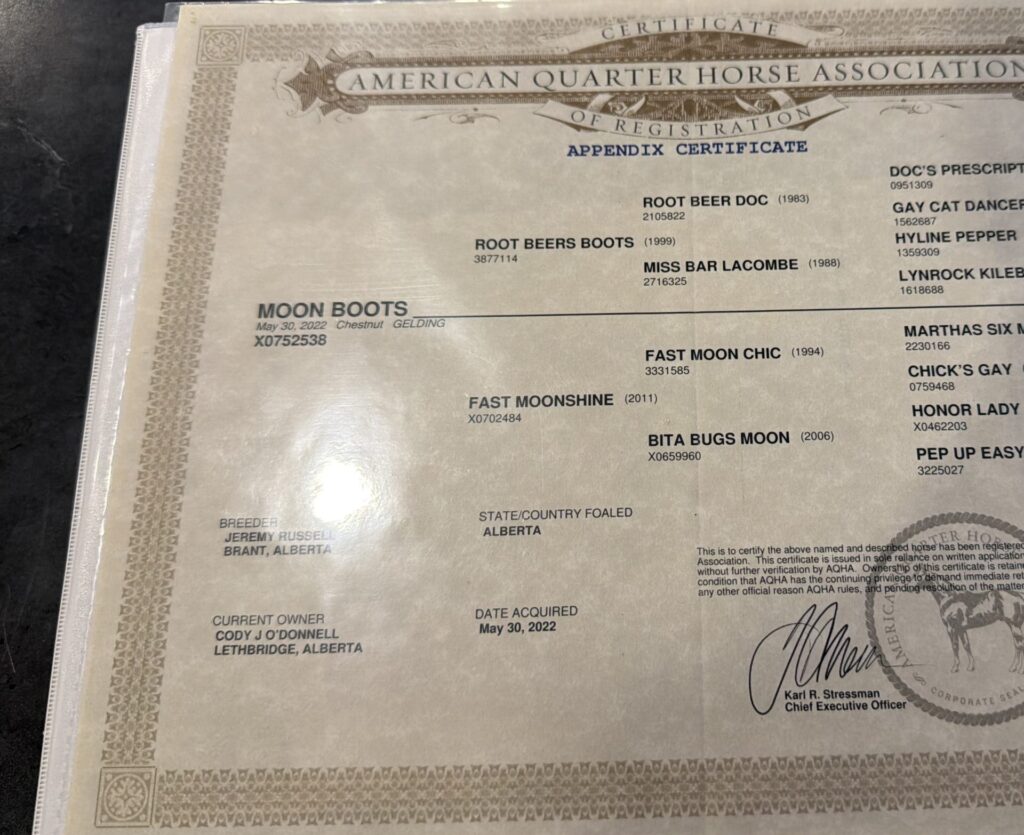 CERTIFICATE
AMERICAN QUARTER HORSE ASSOCIATION
OF REGISTRATION
APPENDIX CERTIFICATE
DOC'S PRESCRIPT
0951309
ROOT BEER DOC (1983)
2105822
GAY CAT DANCER
1562687
ROOT BEERS BOOTS (1999)
3877114
HYLINE PEPPER
1359309
MISS BAR LACOMBE (1988)
2716325
LYNROCK KILEB
1618688
MOON BOOTS
May 30, 2022 Chestnut GELDING
X0752538
MARTHAS SIX M
2230166
FAST MOON CHIC (1994)
3331585
CHICK'S GAY
0759468
FAST MOONSHINE (2011)
X0702484
HONOR LADY
X0462203
BITA BUGS MOON (2006)
X0659960
PEP UP EASY
3225027
BREEDER
JEREMY RUSSELL
BRANT, ALBERTA
STATE/COUNTRY FOALED
ALBERTA
This is to certify the above named and described horse has been registered
Association. This certificate is issued in sole reliance on written application
without further verification by AQHA. Ownership of this certificate is retaine
condition that AQHA has the continuing privilege to demand immediate ret
any other official reason AQHA rules, and pending resolution of the matte
CURRENT OWNER
CODY J O'DONNELL
LETHBRIDGE, ALBERTA
DATE ACQUIRED
May 30, 2022
Karl R. Stressman
Chief Executive Officer
AMERICAN QUARTER HOR
CORPORATE SEAL